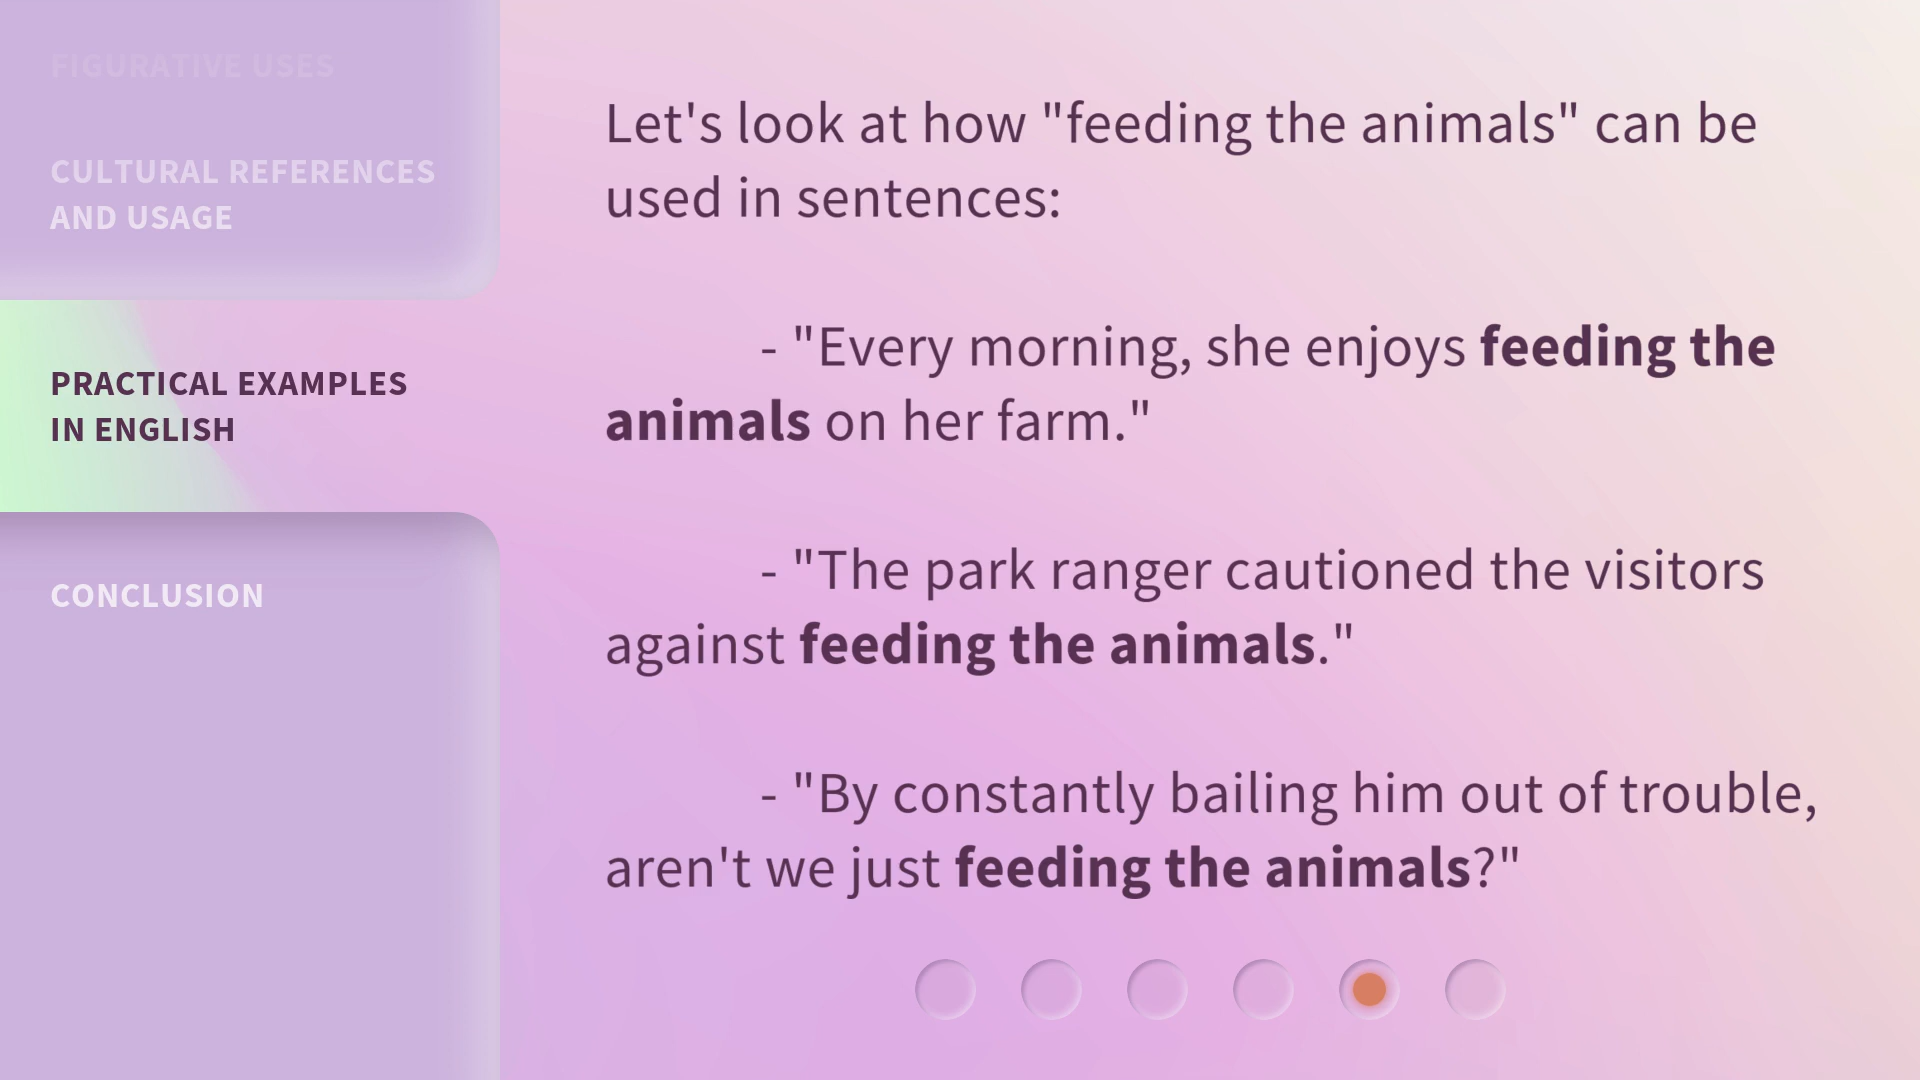 FIGURATIVE USES
CULTURAL REFERENCES
AND USAGE
PRACTICAL EXAMPLES
IN ENGLISH
CONCLUSION
Let's look at how "feeding the animals" can be
used in sentences:
- "Every morning, she enjoys feeding the
animals on her farm."
- "The park ranger cautioned the visitors
against feeding the animals."
- "By constantly bailing him out of trouble,
aren't we just feeding the animals?"